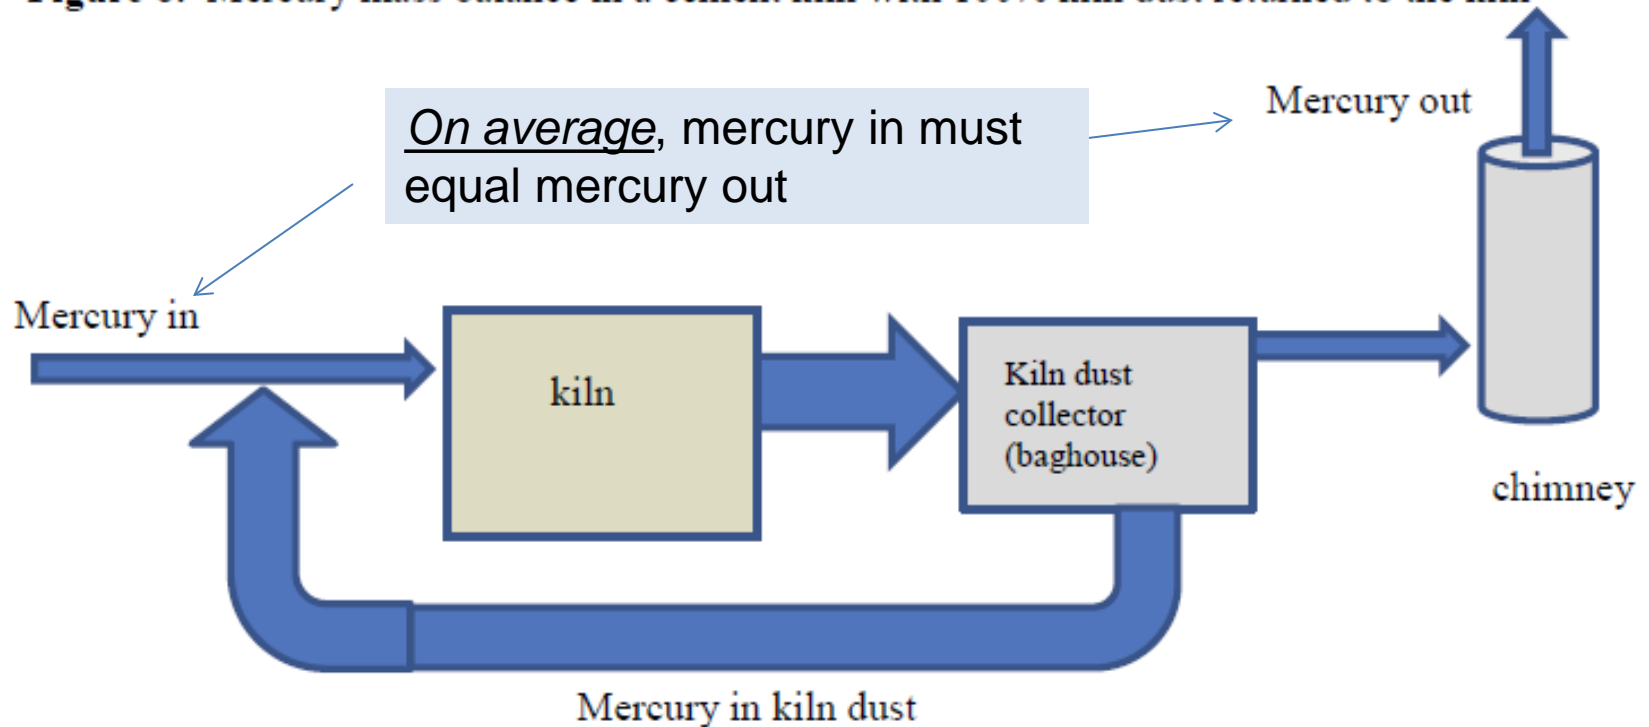 Mercury out
On average, mercury in must
equal mercury out
Mercury in
kiln
Kiln dust
collector
(baghouse)
chimney
Mercury in kiln dust